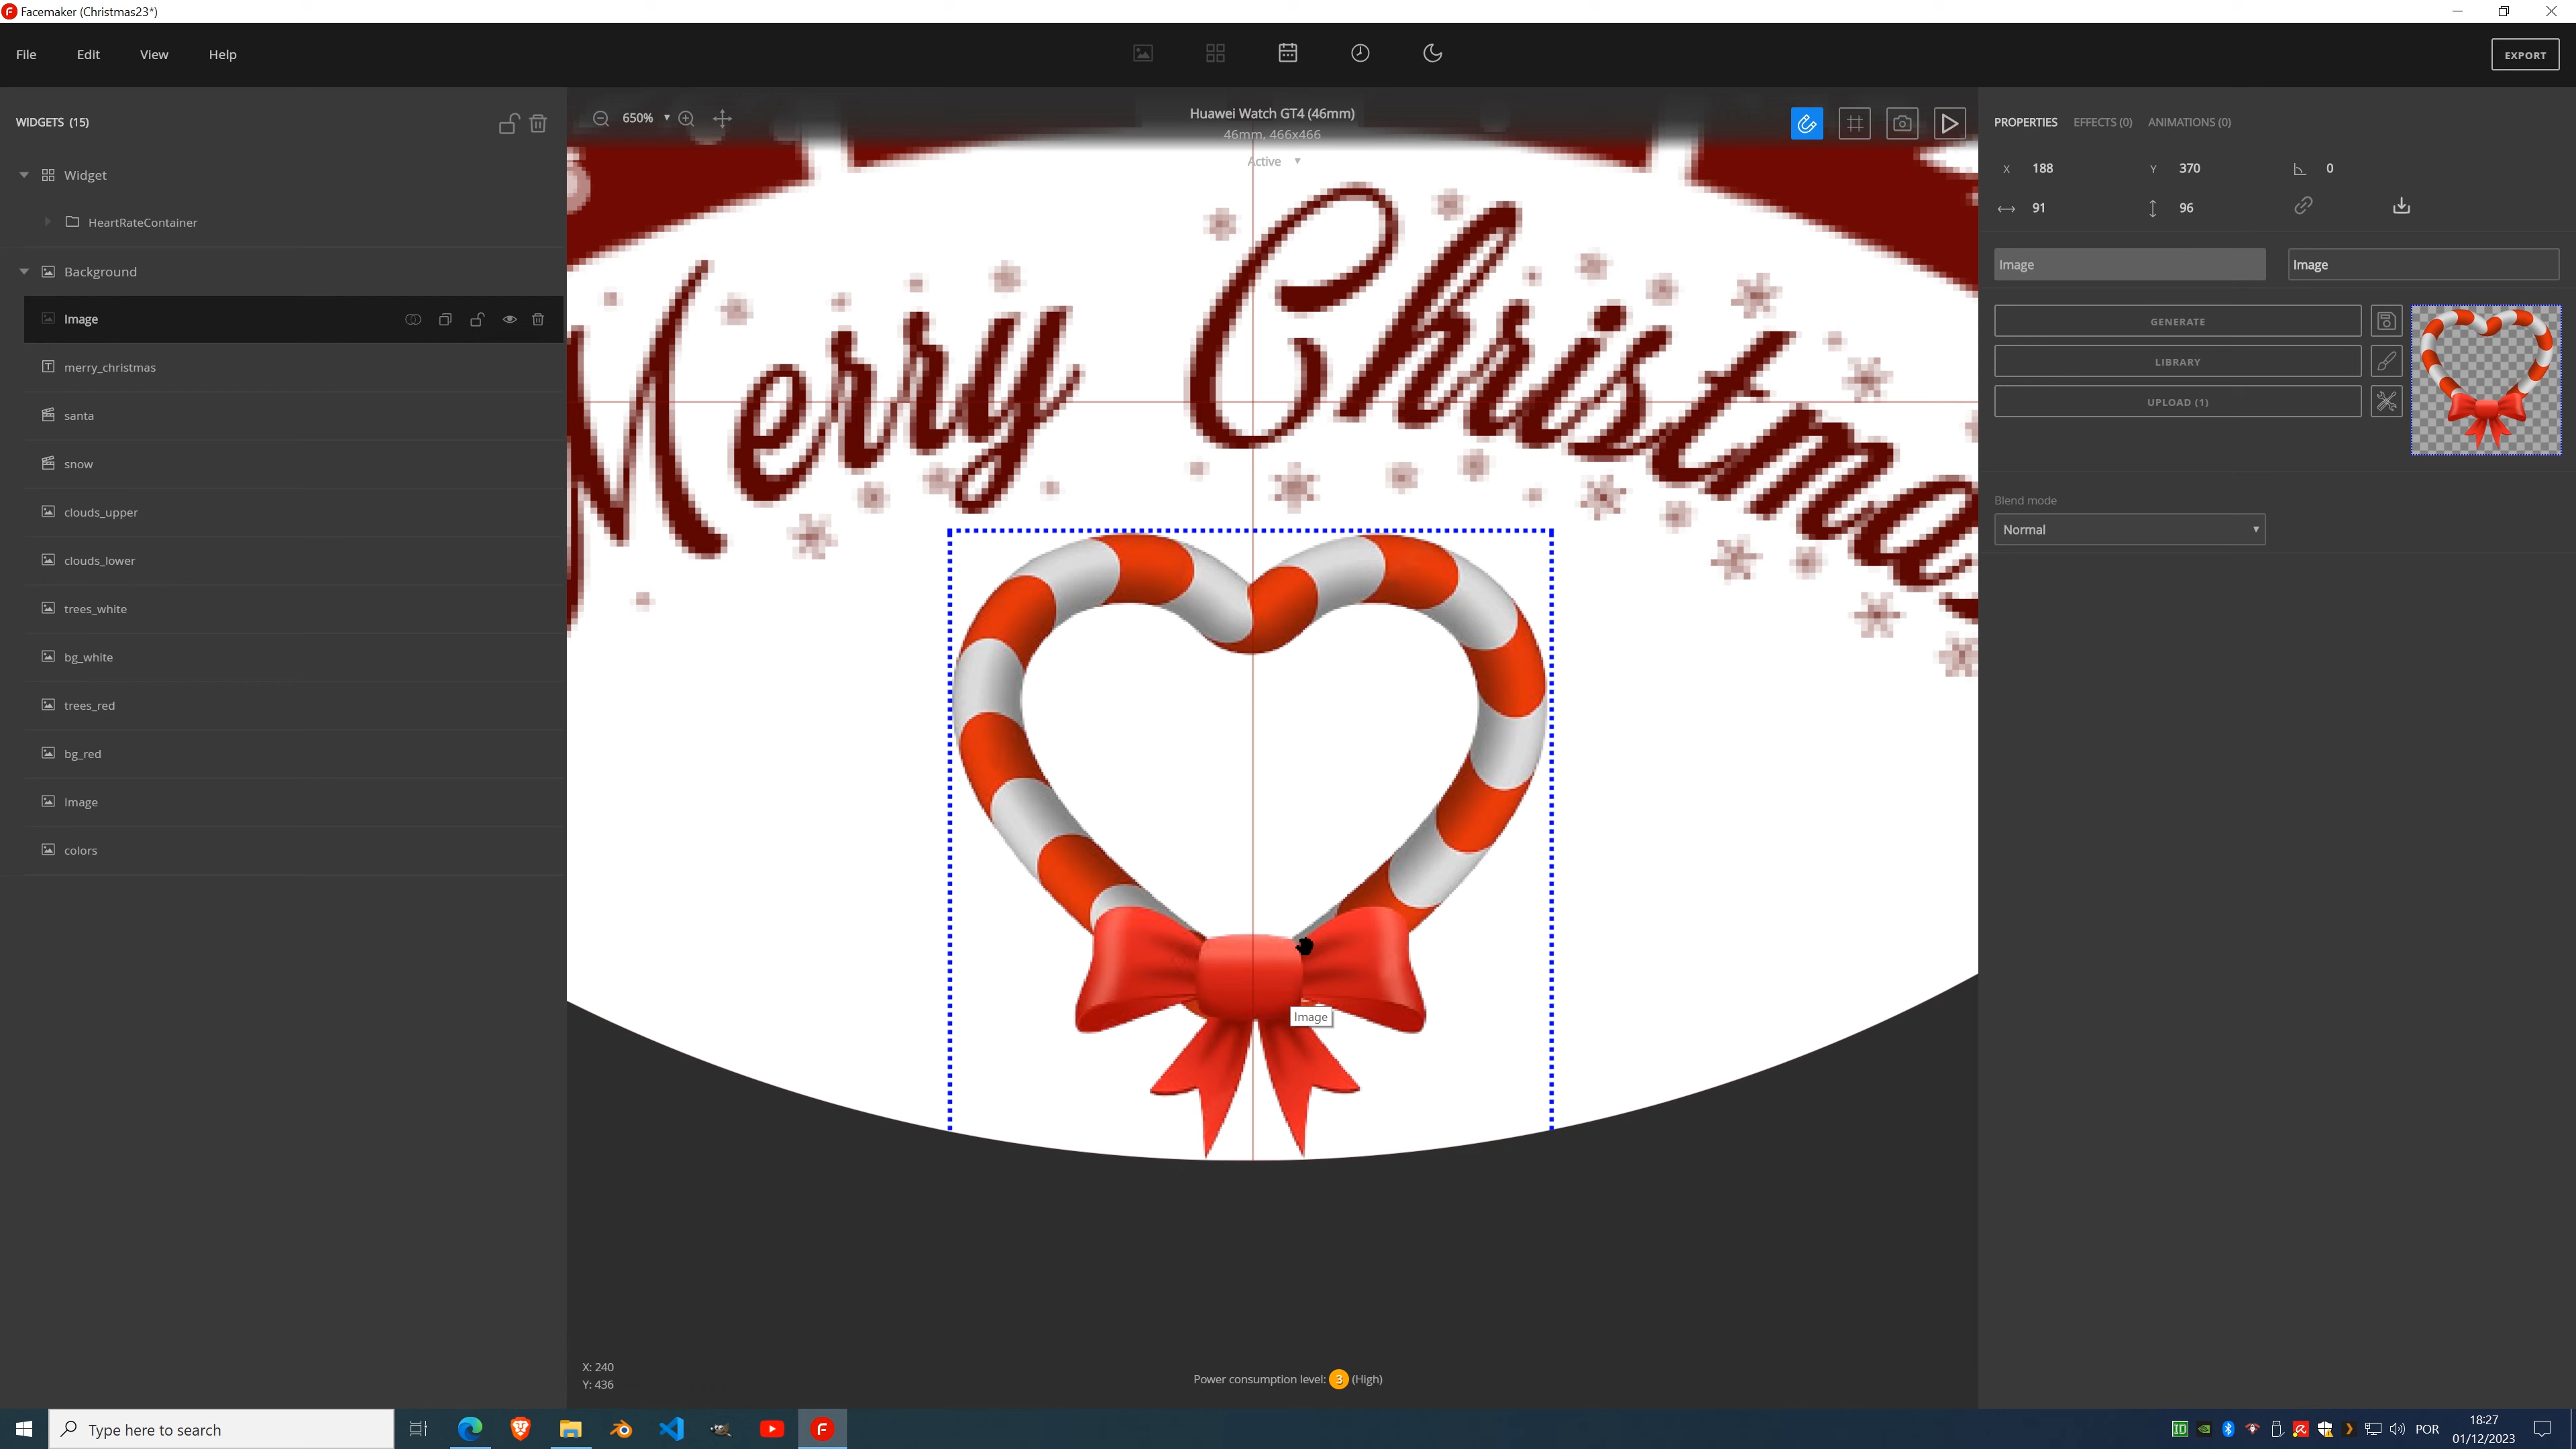 Facemaker (Christmas23*)
File Edit View Help
EXPORT
WIDGETS (15)
Widget
HeartRateContainer
Background
Image
merry_christmas
santa
snow
clouds_upper
clouds_lower
trees_white
bg_white
trees_red
bg_red
Image
colors
650%
Huawei Watch GT4 (46mm)
46mm, 466x466
Active
Merry Christma
Image
X: 240
Y: 436
Power consumption level: 3 (High)
PROPERTIES EFFECTS (0) ANIMATIONS (0)
X 188 Y 370 0
91 96
Image Image
GENERATE
LIBRARY
UPLOAD (1)
Blend mode
Normal
Type here to search
POR
18:27
01/12/2023